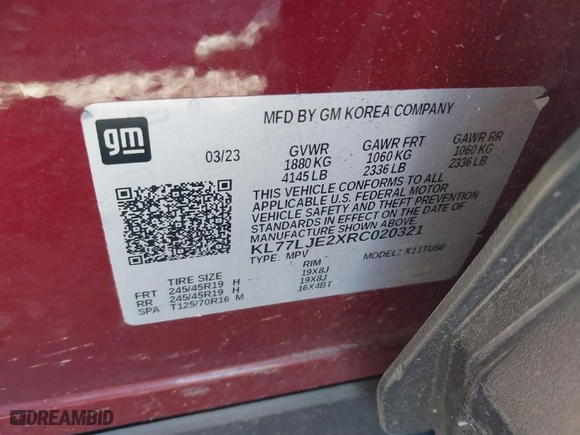 gm
MFD BY GM KOREA COMPANY
03/23
GVWR GAWR FRT GAWR RR
1880 KG 1060 KG 1060 KG
4145 LB 2336 LB 2336 LB
THIS VEHICLE CONFORMS TO ALL
APPLICABLE U.S. FEDERAL MOTOR
VEHICLE SAFETY AND THEFT
PREVENTION STANDARDS IN EFFECT ON
THE DATE OF MANUFACTURE SHOWN
ABOVE.
KL77LJE2XRC020321
TYPE: MPV MODEL: X11TU58
TIRE SIZE RIM
FRT 245/45R19 H 19X8J
RR 245/45R19 H 19X8J
SPA T125/70R16 M 16X4BT
DREAMBID